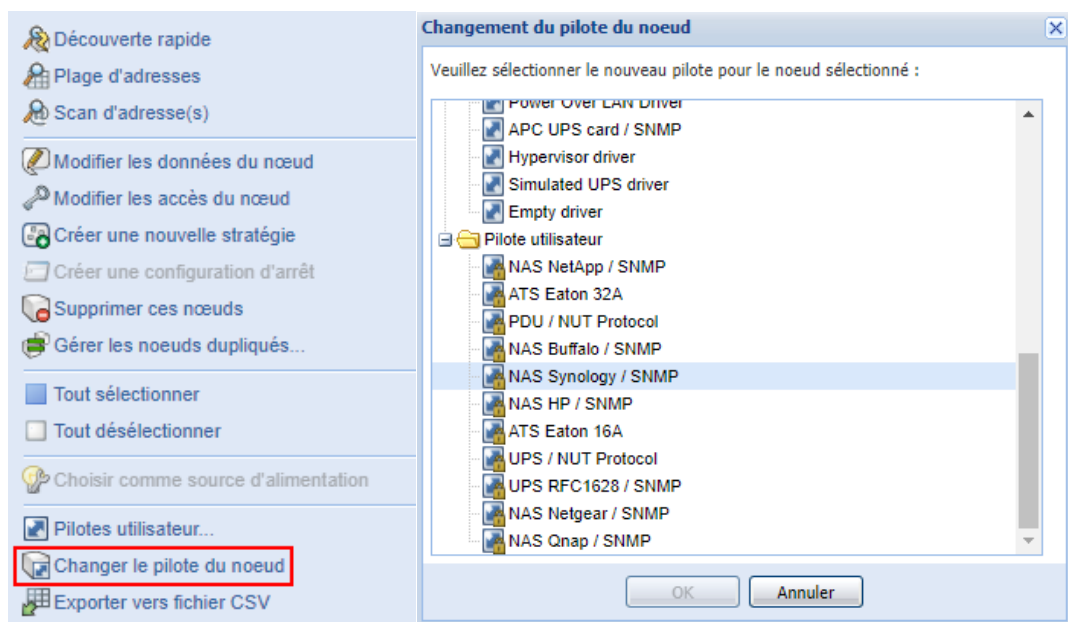 Découverte rapide
Plage d'adresses
Scan d'adresse(s)
Modifier les données du nœud
Modifier les accès du nœud
Créer une nouvelle stratégie
Créer une configuration d'arrêt
Supprimer ces nœuds
Gérer les noeuds dupliqués...
Tout sélectionner
Tout désélectionner
Choisir comme source d'alimentation
Pilotes utilisateur...
Changer le pilote du noeud
Exporter vers fichier CSV
Changement du pilote du noeud
Veuillez sélectionner le nouveau pilote pour le noeud sélectionné :
Power Over LAN Driver
APC UPS card / SNMP
Hypervisor driver
Simulated UPS driver
Empty driver
Pilote utilisateur
NAS NetApp / SNMP
ATS Eaton 32A
PDU / NUT Protocol
NAS Buffalo / SNMP
NAS Synology / SNMP
NAS HP / SNMP
ATS Eaton 16A
UPS / NUT Protocol
UPS RFC1628 / SNMP
NAS Netgear / SNMP
NAS Qnap / SNMP
OK
Annuler